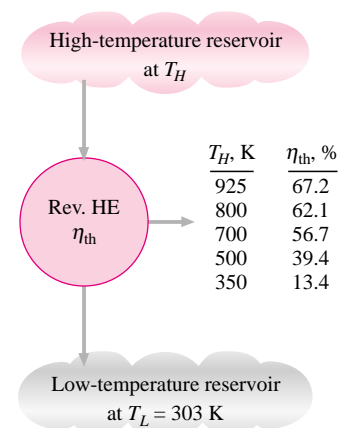 High-temperature reservoir
at T_H
Rev. HE
η_th
T_H, K η_th, %
925 67.2
800 62.1
700 56.7
500 39.4
350 13.4
Low-temperature reservoir
at T_L = 303 K